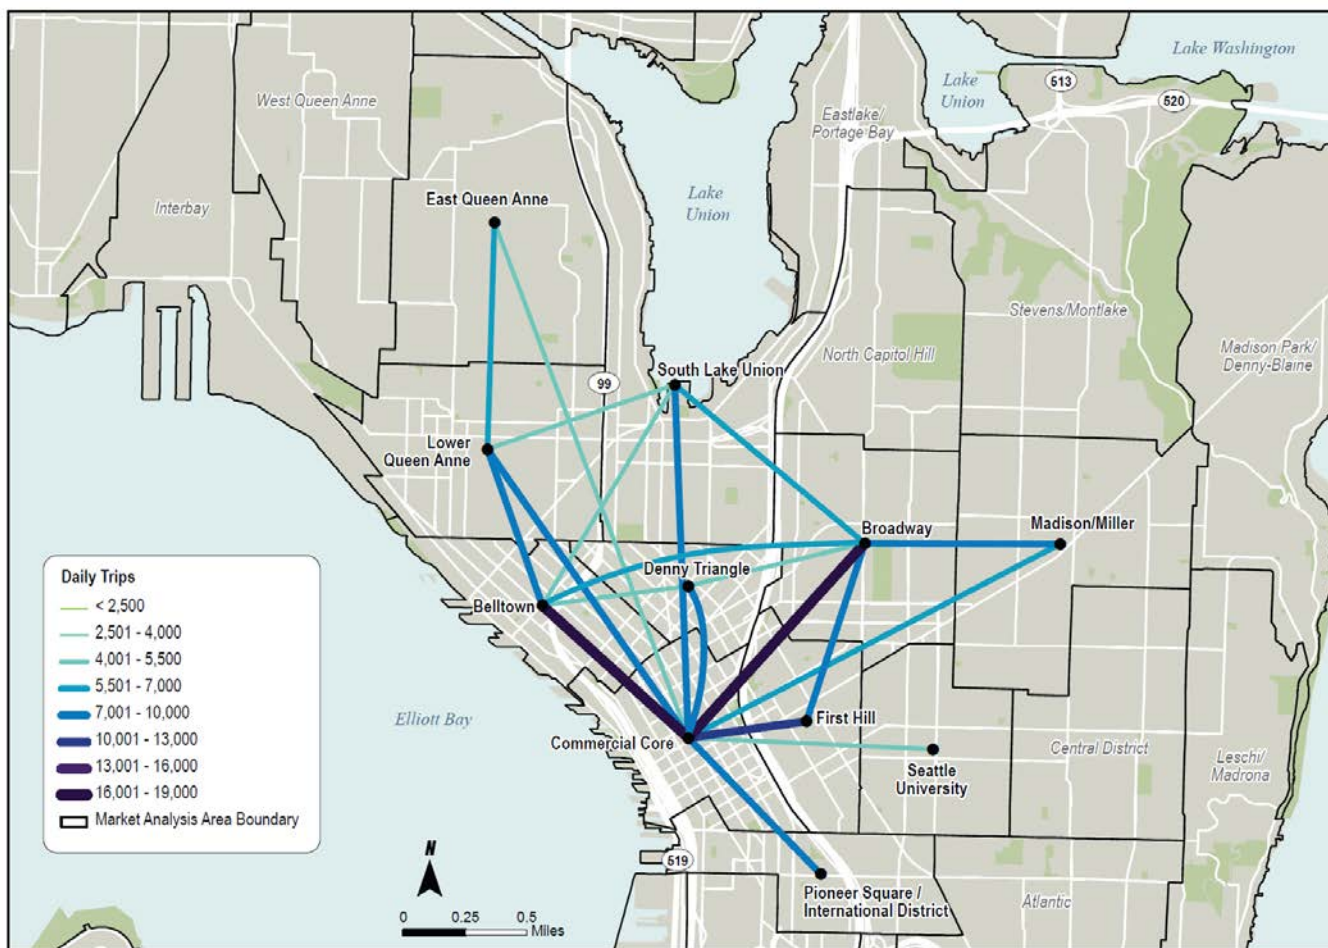 Lake Washington
513
Lake
Union
520
West Queen Anne
Eastlake/
Portage Bay
East Queen Anne
Lake
Union
Interbay
Stevens/Montlake
Madison Park/
Denny-Blaine
North Capitol Hill
South Lake Union
99
Lower
Queen Anne
Broadway
Madison/Miller
Denny Triangle
Belltown
Daily Trips
< 2,500
2,501 - 4,000
4,001 - 5,500
5,501 - 7,000
7,001 - 10,000
10,001 - 13,000
13,001 - 16,000
16,001 - 19,000
Market Analysis Area Boundary
Elliott Bay
First Hill
Commercial Core
Seattle
University
Central District
Leschi/
Madrona
N
519
Pioneer Square /
International District
Atlantic
0 0.25 0.5
Miles